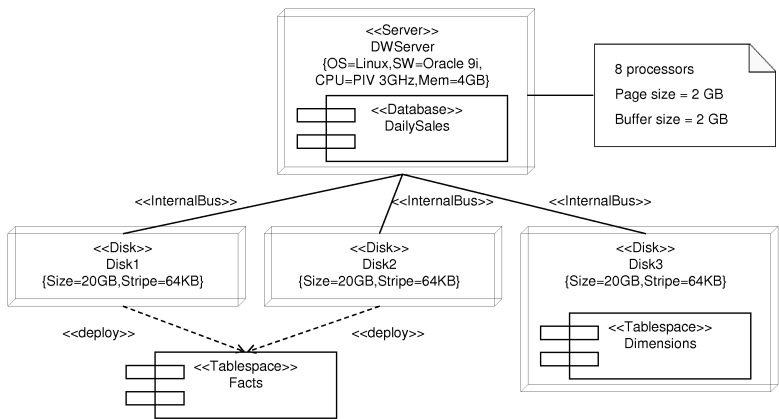 <<Server>>
DWServer
{OS=Linux,SW=Oracle 9i,
CPU=PIV 3GHz,Mem=4GB}
<<Database>>
DailySales
8 processors
Page size = 2 GB
Buffer size = 2 GB
<<InternalBus>>
<<InternalBus>>
<<InternalBus>>
<<Disk>>
Disk1
{Size=20GB,Stripe=64KB}
<<Disk>>
Disk2
{Size=20GB,Stripe=64KB}
<<Disk>>
Disk3
{Size=20GB,Stripe=64KB}
<<Tablespace>>
Dimensions
<<deploy>>
<<deploy>>
<<Tablespace>>
Facts